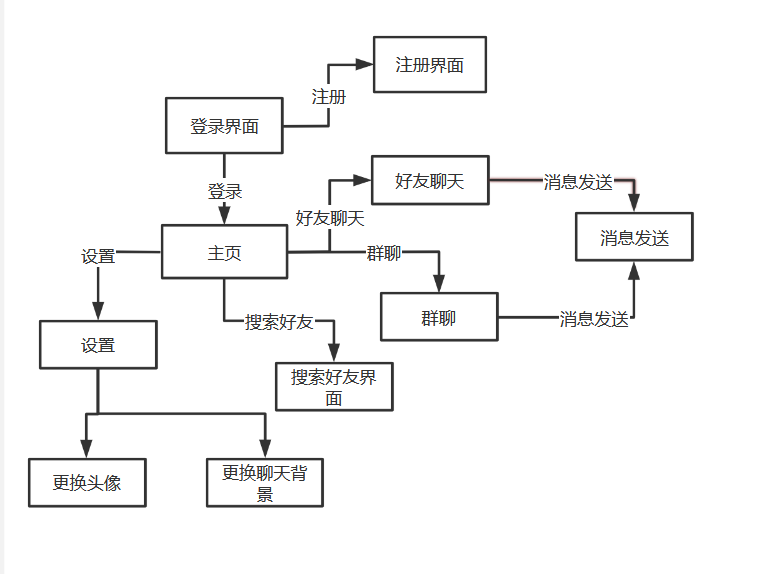 注册界面
注册
登录界面
登录
好友聊天
消息发送
好友聊天
消息发送
设置
主页
群聊
群聊
消息发送
搜索好友
设置
搜索好友界
面
更换头像
更换聊天背
景